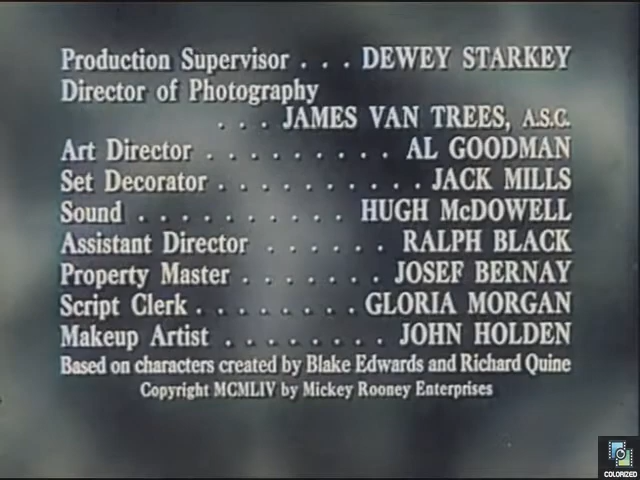 Production Supervisor . . . DEWEY STARKEY
Director of Photography
. . . JAMES VAN TREES, A.S.C.
Art Director . . . . . . . . . AL GOODMAN
Set Decorator . . . . . . . . . . JACK MILLS
Sound . . . . . . . . . . HUGH McDOWELL
Assistant Director . . . . . . RALPH BLACK
Property Master . . . . . . . JOSEF BERNAY
Script Clerk . . . . . . . . GLORIA MORGAN
Makeup Artist . . . . . . . . JOHN HOLDEN
Based on characters created by Blake Edwards and Richard Quine
Copyright MCMLIV by Mickey Rooney Enterprises
COLORIZED